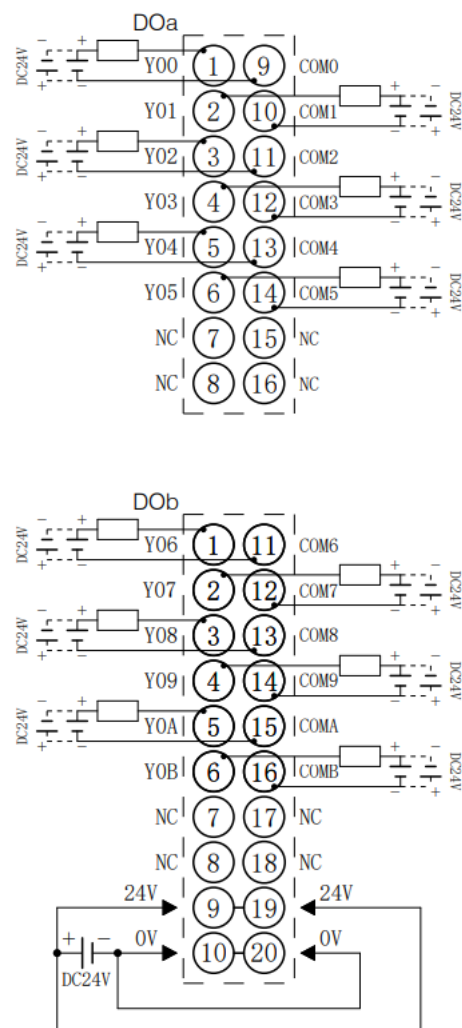 DOa
DC24V - + Y00 1 9 COM0
- +
Y01 2 10 COM1 + - DC24V
- +
DC24V - + Y02 3 11 COM2
+ -
Y03 4 12 COM3 + - DC24V
- +
DC24V - + Y04 5 13 COM4
+ -
Y05 6 14 COM5 + - DC24V
- +
NC 7 15 NC
NC 8 16 NC
DOb
DC24V - + Y06 1 11 COM6
+ -
Y07 2 12 COM7 + - DC24V
- +
DC24V - + Y08 3 13 COM8
+ -
Y09 4 14 COM9 + - DC24V
- +
DC24V - + Y0A 5 15 COMA
+ -
Y0B 6 16 COMB + - DC24V
- +
NC 7 17 NC
NC 8 18 NC
24V 9 19 24V
+ - 0V 10 20 0V
DC24V